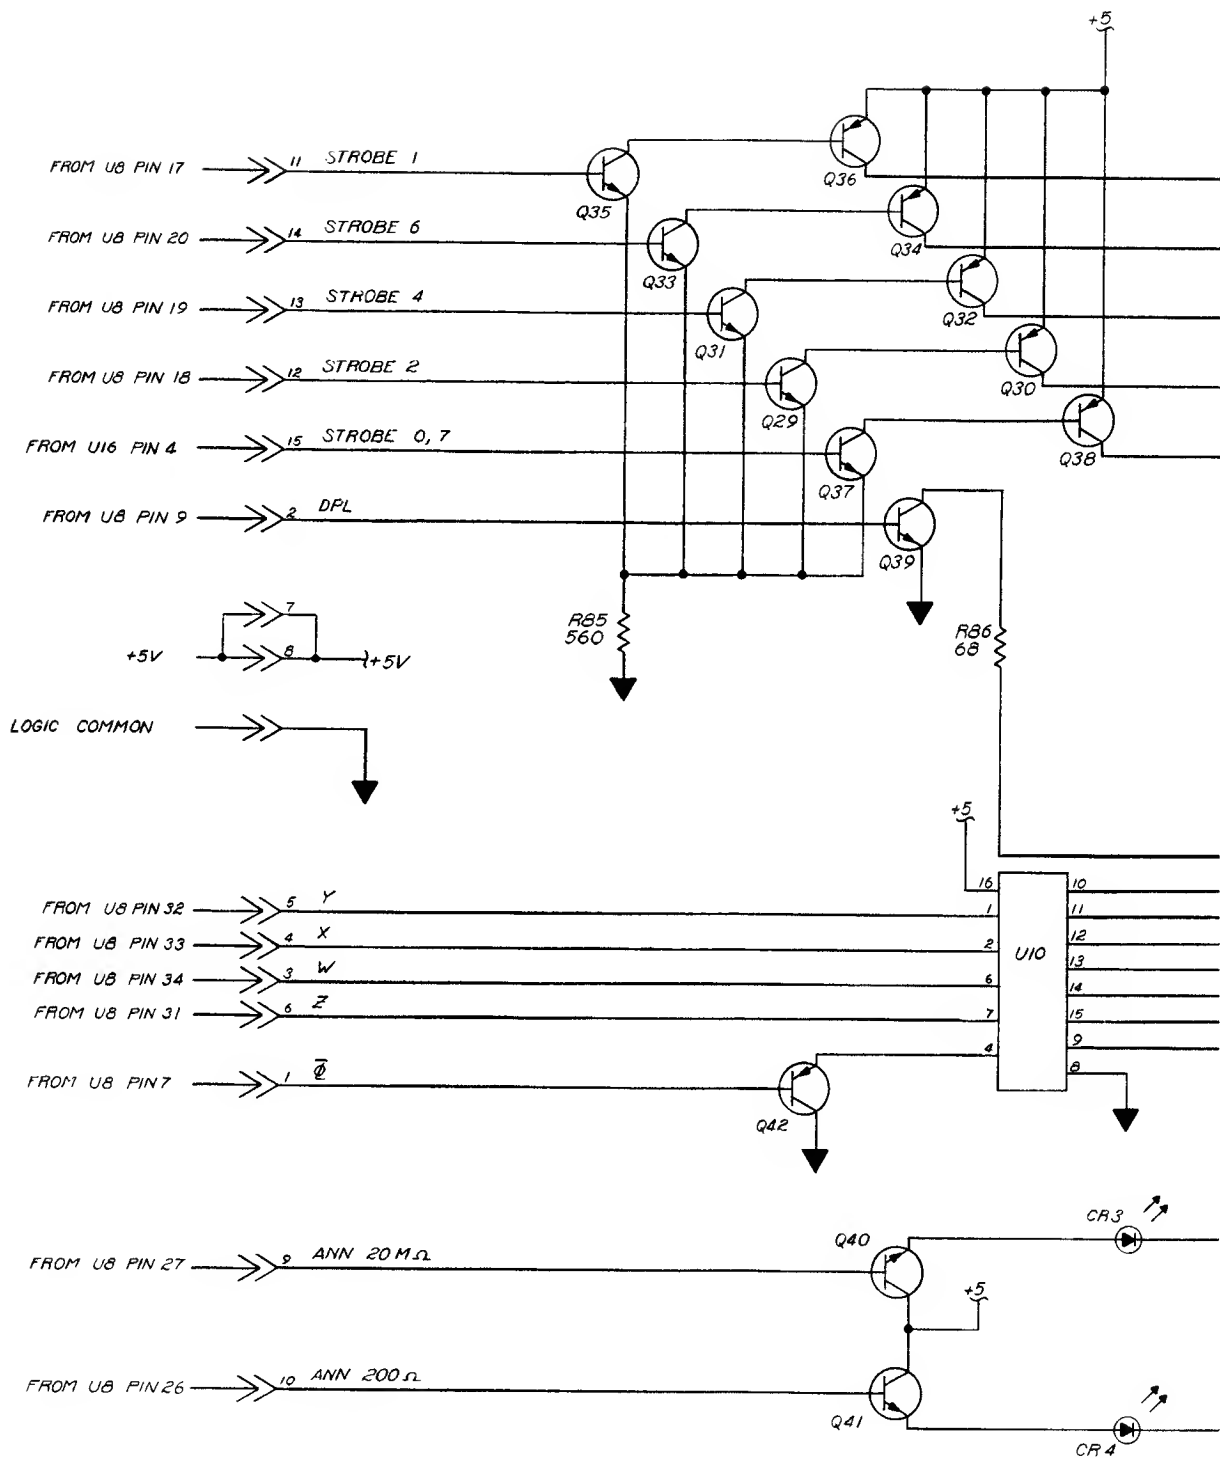 +5
FROM U8 PIN 17
11
STROBE 1
Q35
Q36
FROM U8 PIN 20
14
STROBE 6
Q33
Q34
FROM U8 PIN 19
13
STROBE 4
Q31
Q32
FROM U8 PIN 18
12
STROBE 2
Q29
Q30
FROM U16 PIN 4
15
STROBE 0, 7
Q37
Q38
FROM U8 PIN 9
2
DPL
Q39
R85
560
R86
68
7
+5V
8
+5V
LOGIC COMMON
+5
16
10
FROM U8 PIN 32
5
Y
1
11
FROM U8 PIN 33
4
X
2
12
U10
13
FROM U8 PIN 34
3
W
6
14
FROM U8 PIN 31
6
Z
7
15
4
9
8
FROM U8 PIN 7
1
Q42
CR3
Q40
FROM U8 PIN 27
9
ANN 20MΩ
+5
FROM U8 PIN 26
10
ANN 200Ω
Q41
CR4